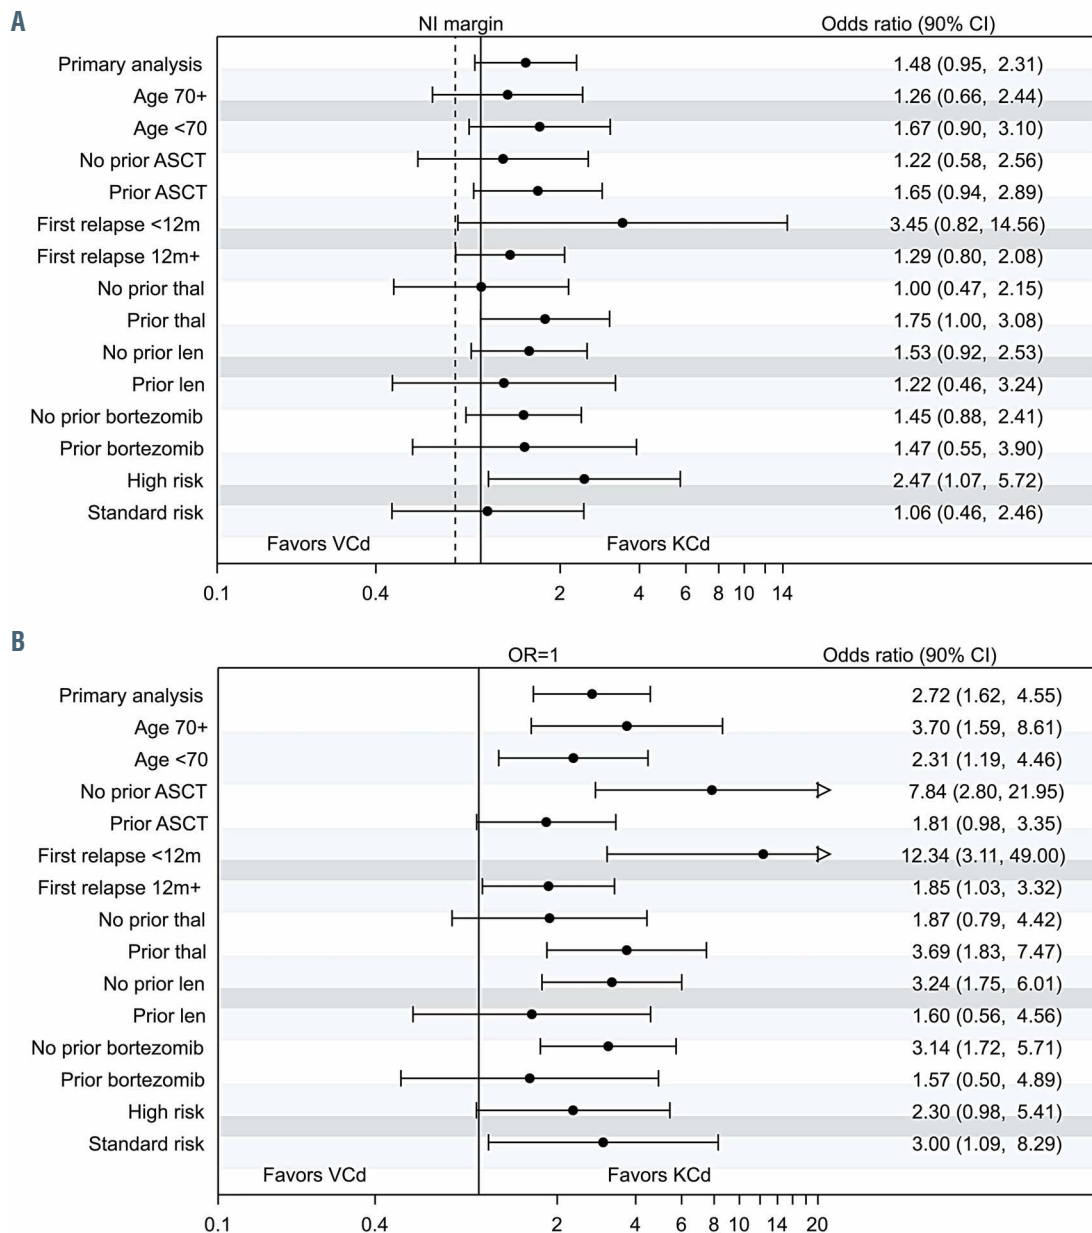 A
NI margin Odds ratio (90% CI)
Primary analysis 1.48 (0.95, 2.31)
Age 70+ 1.26 (0.66, 2.44)
Age <70 1.67 (0.90, 3.10)
No prior ASCT 1.22 (0.58, 2.56)
Prior ASCT 1.65 (0.94, 2.89)
First relapse <12m 3.45 (0.82, 14.56)
First relapse 12m+ 1.29 (0.80, 2.08)
No prior thal 1.00 (0.47, 2.15)
Prior thal 1.75 (1.00, 3.08)
No prior len 1.53 (0.92, 2.53)
Prior len 1.22 (0.46, 3.24)
No prior bortezomib 1.45 (0.88, 2.41)
Prior bortezomib 1.47 (0.55, 3.90)
High risk 2.47 (1.07, 5.72)
Standard risk 1.06 (0.46, 2.46)
Favors VCd Favors KCd
0.1 0.4 2 4 6 8 10 14
B
OR=1 Odds ratio (90% CI)
Primary analysis 2.72 (1.62, 4.55)
Age 70+ 3.70 (1.59, 8.61)
Age <70 2.31 (1.19, 4.46)
No prior ASCT 7.84 (2.80, 21.95)
Prior ASCT 1.81 (0.98, 3.35)
First relapse <12m 12.34 (3.11, 49.00)
First relapse 12m+ 1.85 (1.03, 3.32)
No prior thal 1.87 (0.79, 4.42)
Prior thal 3.69 (1.83, 7.47)
No prior len 3.24 (1.75, 6.01)
Prior len 1.60 (0.56, 4.56)
No prior bortezomib 3.14 (1.72, 5.71)
Prior bortezomib 1.57 (0.50, 4.89)
High risk 2.30 (0.98, 5.41)
Standard risk 3.00 (1.09, 8.29)
Favors VCd Favors KCd
0.1 0.4 2 4 6 8 10 14 20